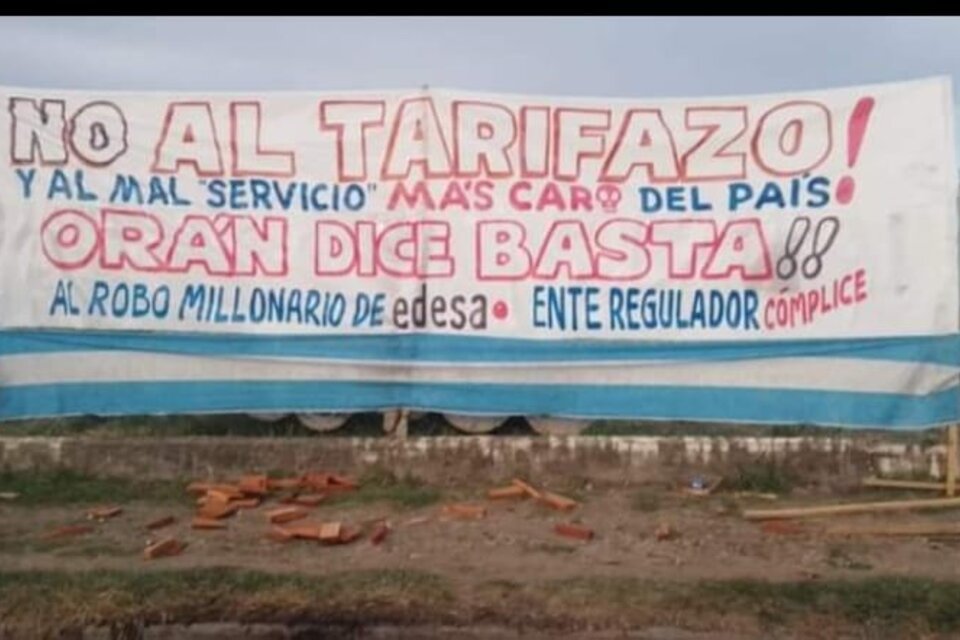 NO AL TARIFAZO!
Y AL MAL "SERVICIO" MÁS CARO DEL PAÍS!
ORÁN DICE BASTA!!
AL ROBO MILLONARIO DE edesa. ENTE REGULADOR CÓMPLICE